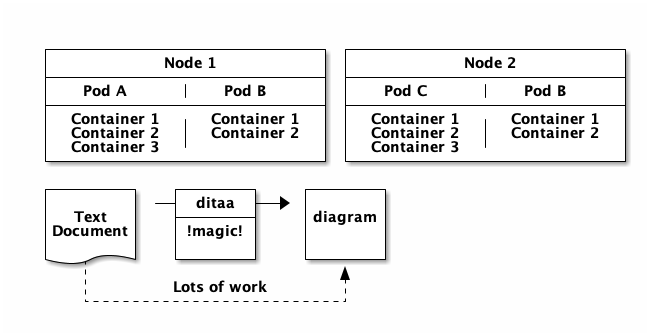 Node 1
Node 2
Pod A | Pod B
Pod C | Pod B
Container 1 Container 1
Container 2 Container 2
Container 3
Container 1 Container 1
Container 2 Container 2
Container 3
Text
Document
ditaa
!magic!
diagram
Lots of work